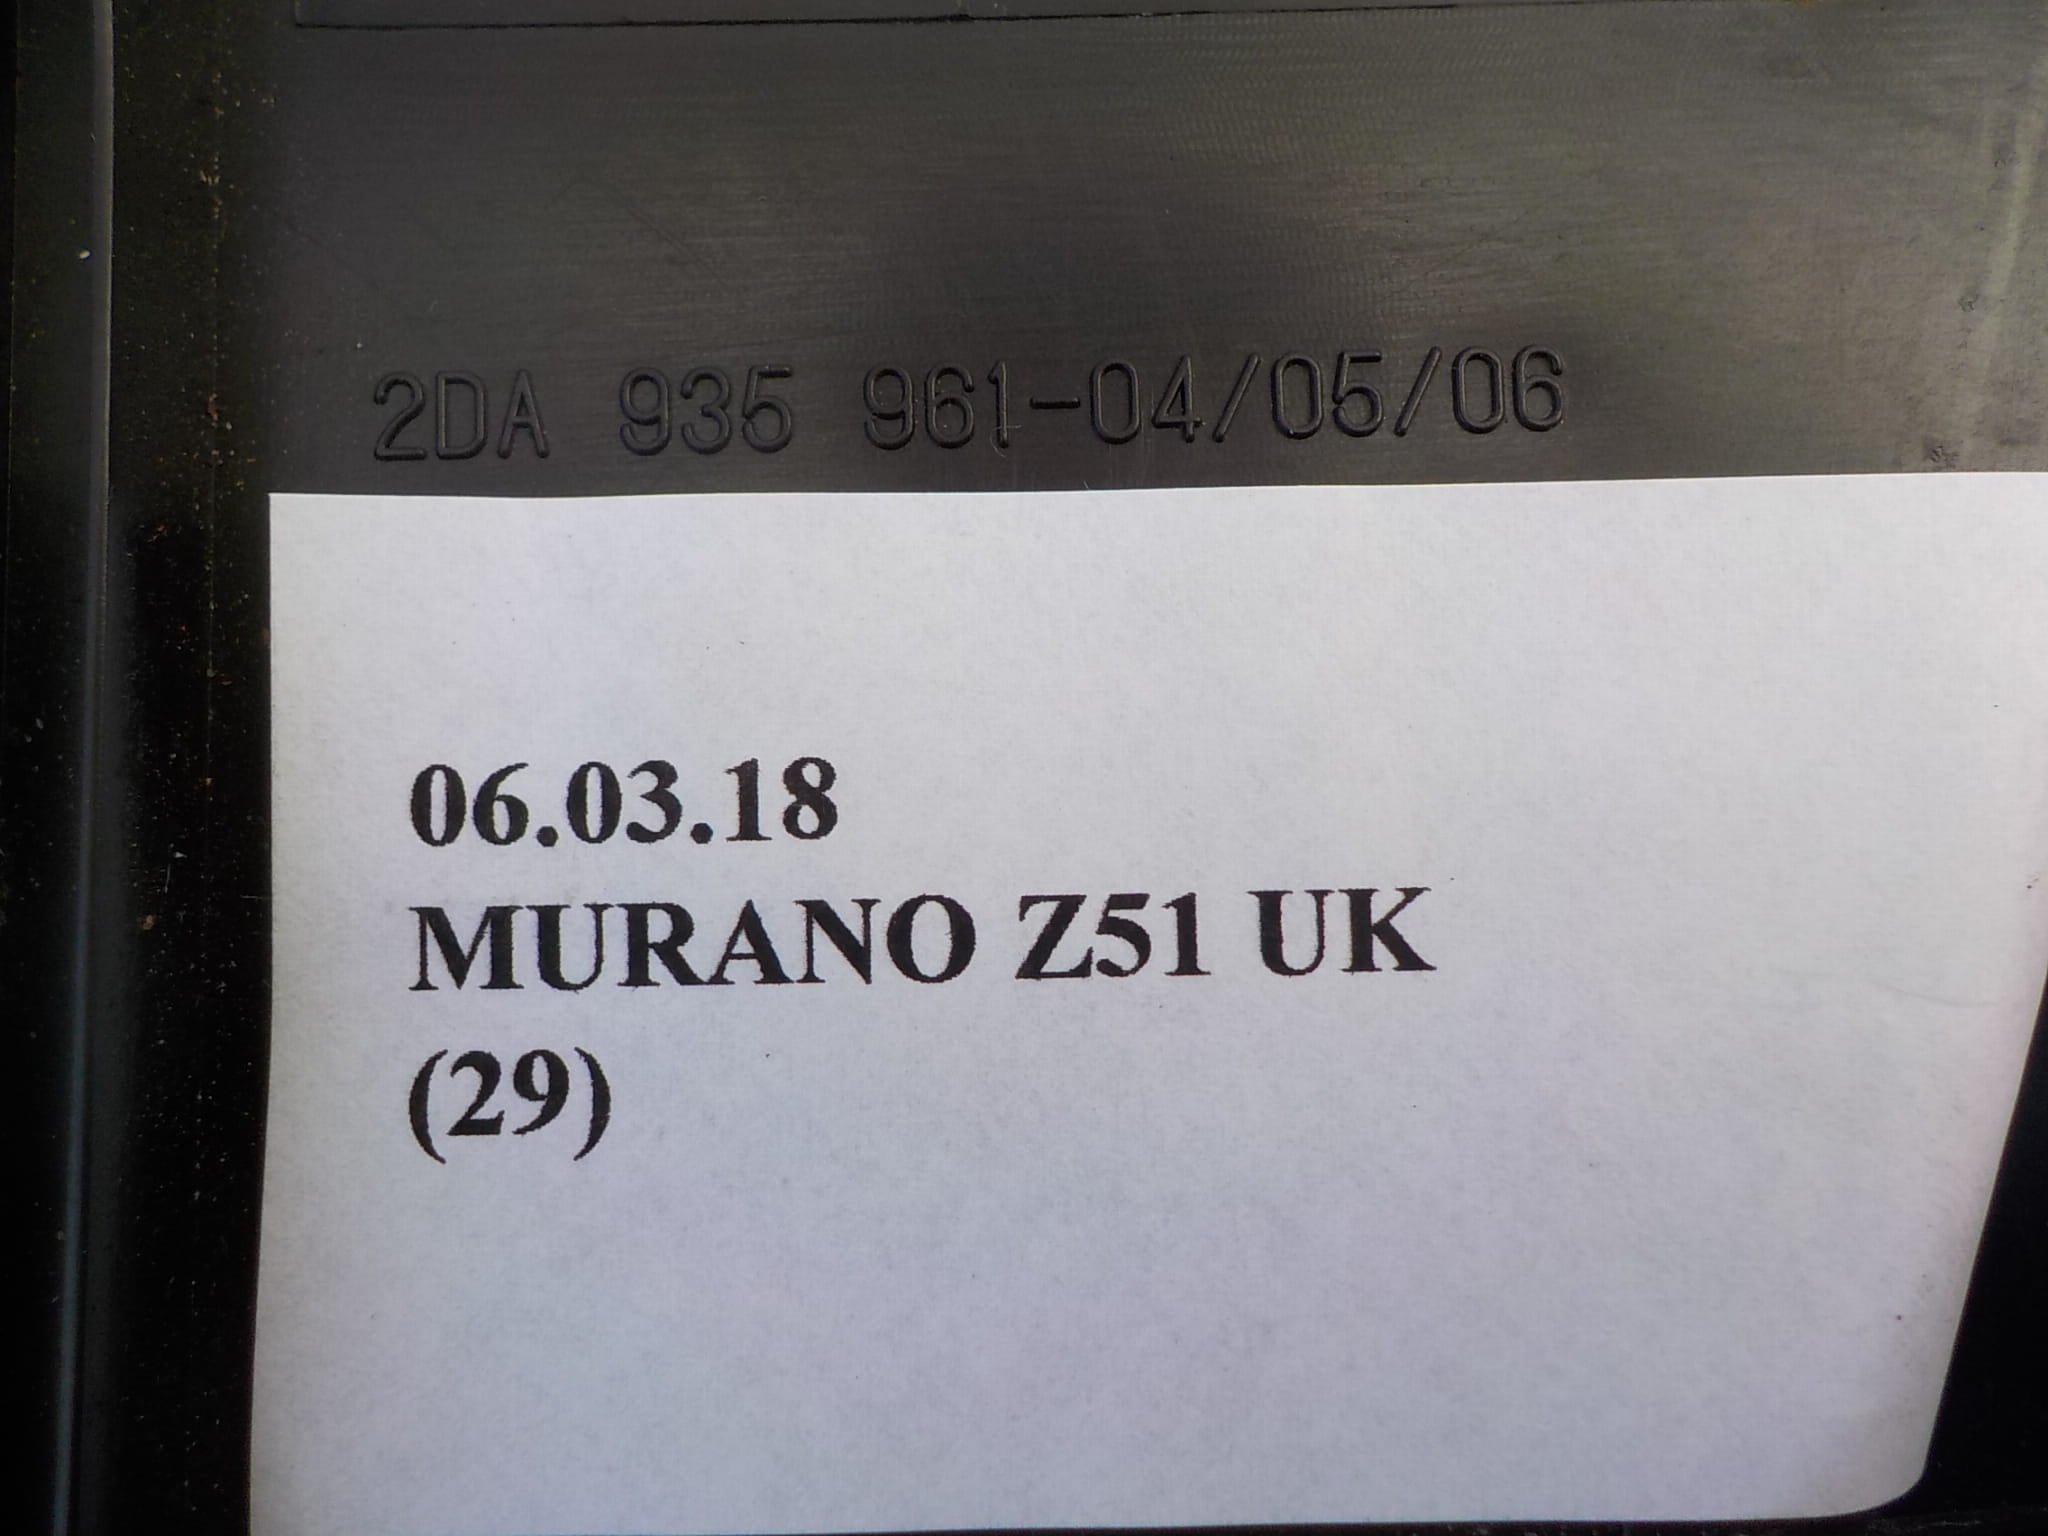 2DA 935 961-04/05/06
06.03.18
MURANO Z51 UK
(29)